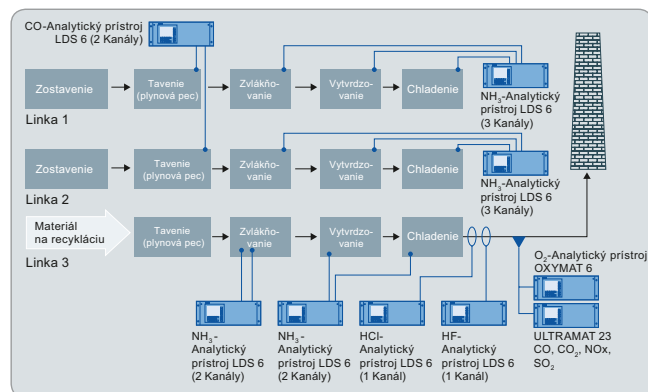 CO-Analytický prístroj
LDS 6 (2 Kanály)
Zostavenie
Tavenie
(plynová pec)
Zvlákňo-
vanie
Vytvrdzo-
vanie
Chladenie
NH₃-Analytický
prístroj LDS 6
(3 Kanály)
Linka 1
Zostavenie
Tavenie
(plynová pec)
Zvlákňo-
vanie
Vytvrdzo-
vanie
Chladenie
NH₃-Analytický
prístroj LDS 6
(3 Kanály)
Linka 2
Materiál
na recykláciu
Tavenie
(plynová pec)
Zvlákňo-
vanie
Vytvrdzo-
vanie
Chladenie
Linka 3
O₂-Analytický prístroj
OXYMAT 6
NH₃-
Analytický
prístroj LDS 6
(2 Kanály)
NH₃-
Analytický
prístroj LDS 6
(2 Kanály)
HCl-
Analytický
prístroj LDS 6
(1 Kanál)
HF-
Analytický
prístroj LDS 6
(1 Kanál)
ULTRAMAT 23
CO, CO₂, NOx,
SO₂